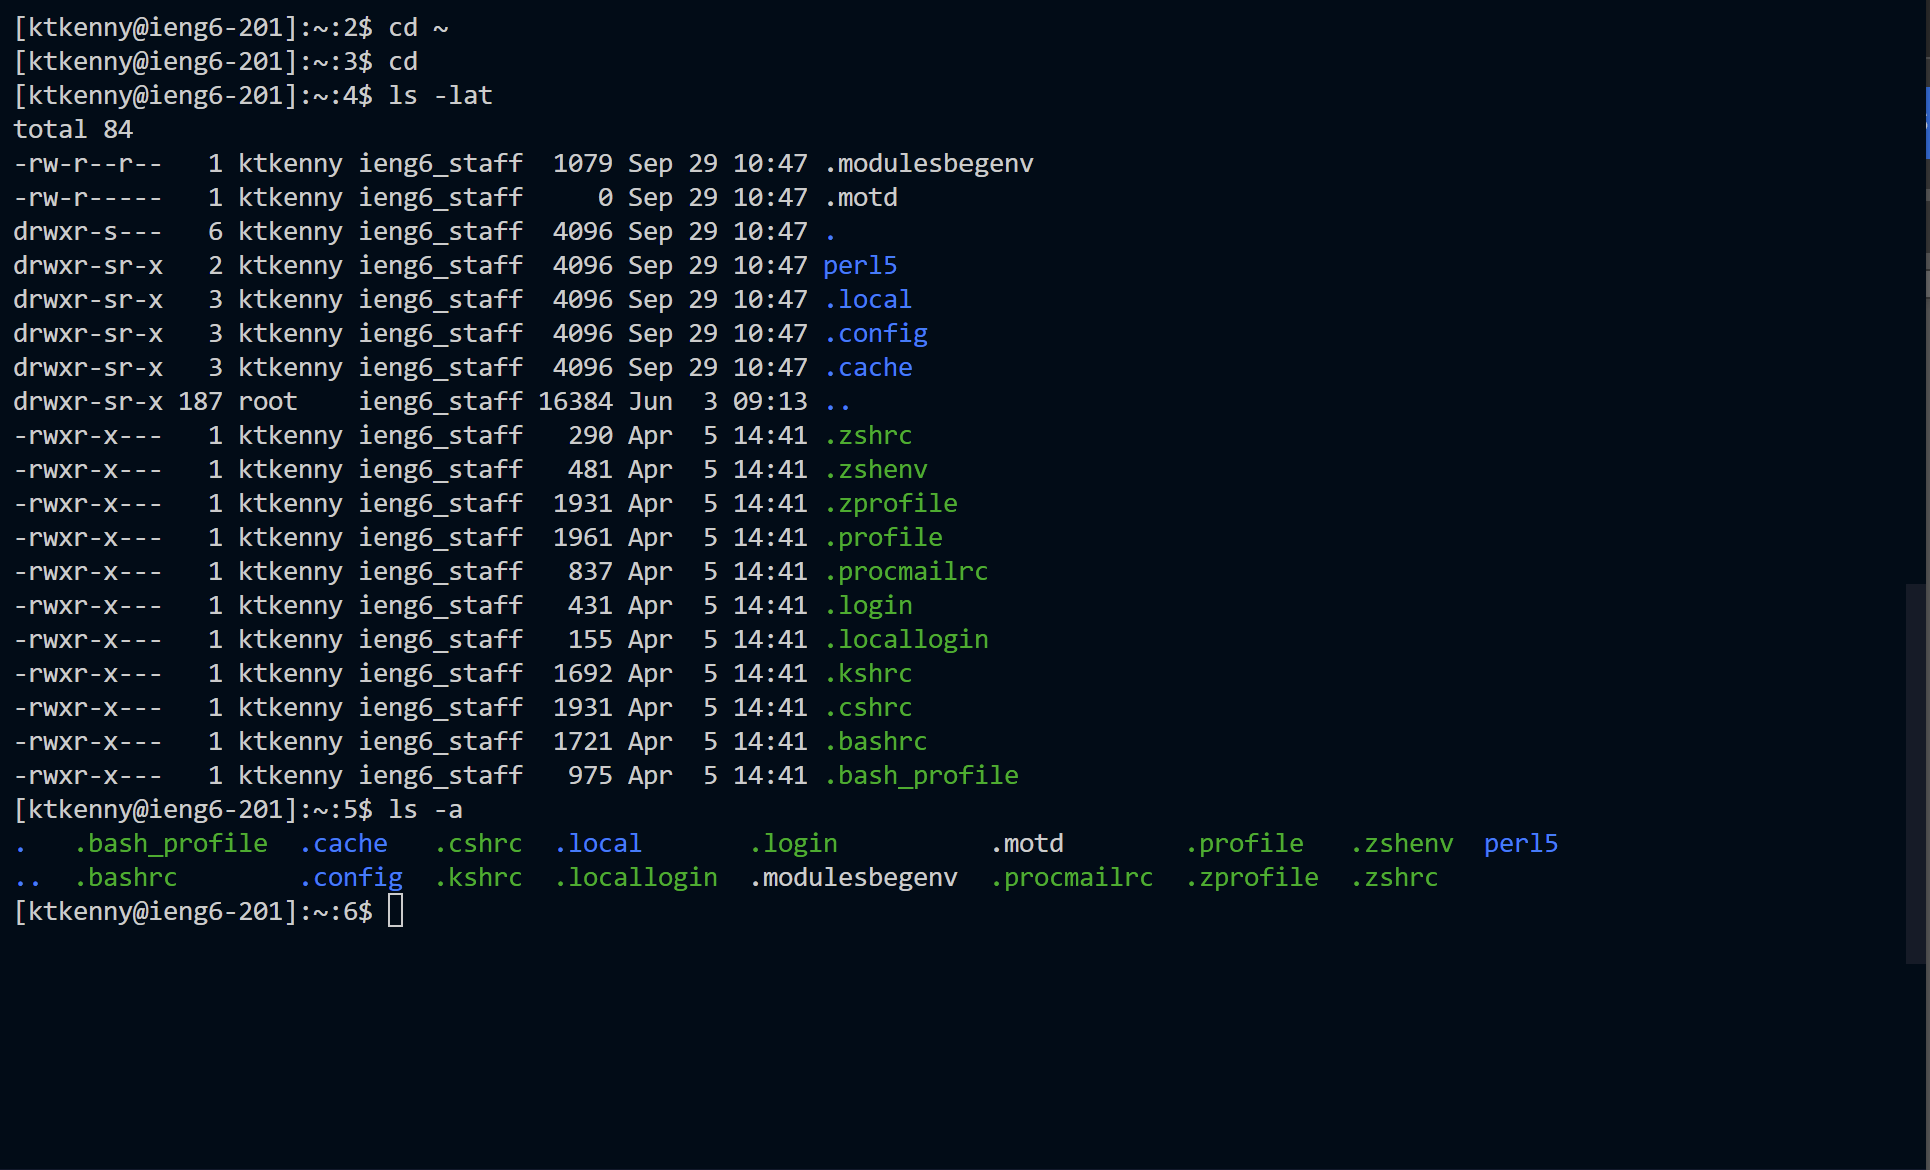 [ktkenny@ieng6-201]:~:2$ cd ~
[ktkenny@ieng6-201]:~:3$ cd
[ktkenny@ieng6-201]:~:4$ ls -lat
total 84
-rw-r--r--   1 ktkenny ieng6_staff  1079 Sep 29 10:47 .modulesbegenv
-rw-r-----   1 ktkenny ieng6_staff     0 Sep 29 10:47 .motd
drwxr-s---   6 ktkenny ieng6_staff  4096 Sep 29 10:47 .
drwxr-sr-x   2 ktkenny ieng6_staff  4096 Sep 29 10:47 perl5
drwxr-sr-x   3 ktkenny ieng6_staff  4096 Sep 29 10:47 .local
drwxr-sr-x   3 ktkenny ieng6_staff  4096 Sep 29 10:47 .config
drwxr-sr-x   3 ktkenny ieng6_staff  4096 Sep 29 10:47 .cache
drwxr-sr-x 187 root    ieng6_staff 16384 Jun  3 09:13 ..
-rwxr-x---   1 ktkenny ieng6_staff   290 Apr  5 14:41 .zshrc
-rwxr-x---   1 ktkenny ieng6_staff   481 Apr  5 14:41 .zshenv
-rwxr-x---   1 ktkenny ieng6_staff  1931 Apr  5 14:41 .zprofile
-rwxr-x---   1 ktkenny ieng6_staff  1961 Apr  5 14:41 .profile
-rwxr-x---   1 ktkenny ieng6_staff   837 Apr  5 14:41 .procmailrc
-rwxr-x---   1 ktkenny ieng6_staff   431 Apr  5 14:41 .login
-rwxr-x---   1 ktkenny ieng6_staff   155 Apr  5 14:41 .locallogin
-rwxr-x---   1 ktkenny ieng6_staff  1692 Apr  5 14:41 .kshrc
-rwxr-x---   1 ktkenny ieng6_staff  1931 Apr  5 14:41 .cshrc
-rwxr-x---   1 ktkenny ieng6_staff  1721 Apr  5 14:41 .bashrc
-rwxr-x---   1 ktkenny ieng6_staff   975 Apr  5 14:41 .bash_profile
[ktkenny@ieng6-201]:~:5$ ls -a
.   .bash_profile  .cache   .cshrc  .local       .login          .motd        .profile   .zshenv  perl5
..  .bashrc        .config  .kshrc  .locallogin  .modulesbegenv  .procmailrc  .zprofile  .zshrc
[ktkenny@ieng6-201]:~:6$